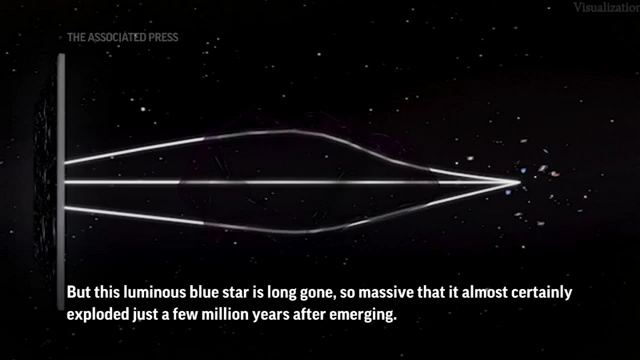 Visualization
THE ASSOCIATED PRESS
But this luminous blue star is long gone, so massive that it almost certainly
exploded just a few million years after emerging.